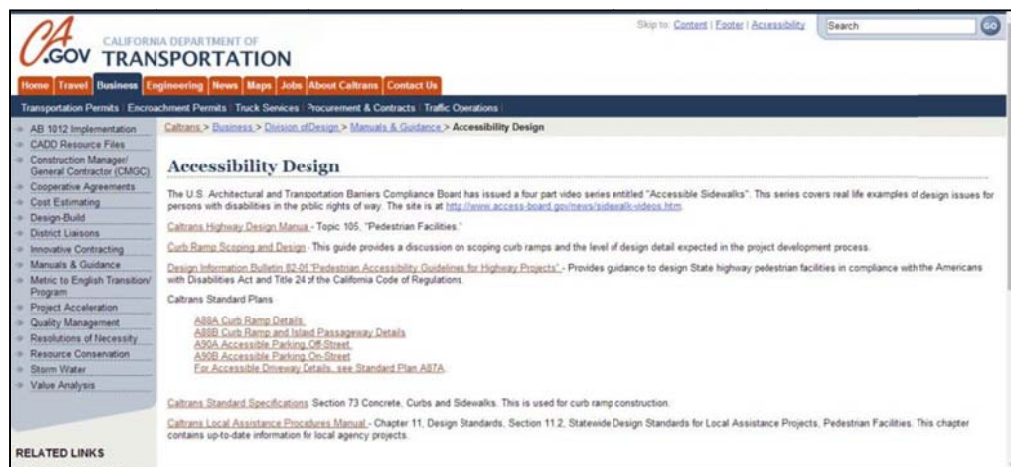 Skip to: Content | Footer | Accessibility
Search
GO
CA
.GOV
CALIFORNIA DEPARTMENT OF
TRANSPORTATION
Home Travel Business Engineering News Maps Jobs About Caltrans Contact Us
Transportation Permits | Encroachment Permits | Truck Services | Procurement & Contracts | Traffic Operations |
AB 1012 Implementation
CADD Resource Files
Construction Manager/
General Contractor (CMGC)
Cooperative Agreements
Cost Estimating
Design-Build
District Liaisons
Innovative Contracting
Manuals & Guidance
Metric to English Transition/
Program
Project Acceleration
Quality Management
Resolutions of Necessity
Resource Conservation
Storm Water
Value Analysis
RELATED LINKS
Caltrans > Business > Division of Design > Manuals & Guidance > Accessibility Design
Accessibility Design
The U.S. Architectural and Transportation Barriers Compliance Board has issued a four part video series entitled "Accessible Sidewalks". This series covers real life examples of design issues for
persons with disabilities in the public rights of way. The site is at http://www.access-board.gov/news/sidewalk-videos.htm.
Caltrans Highway Design Manual - Topic 105, "Pedestrian Facilities."
Curb Ramp Scoping and Design - This guide provides a discussion on scoping curb ramps and the level of design detail expected in the project development process.
Design Information Bulletin 82-05 "Pedestrian Accessibility Guidelines for Highway Projects" - Provides guidance to design State highway pedestrian facilities in compliance with the Americans
with Disabilities Act and Title 24 of the California Code of Regulations.
Caltrans Standard Plans
A88A Curb Ramp Details
A88B Curb Ramp and Island Passageway Details
A90A Accessible Parking Off-Street
A90B Accessible Parking On-Street
For Accessible Driveway Details, see Standard Plan A87A.
Caltrans Standard Specifications Section 73 Concrete, Curbs and Sidewalks. This is used for curb ramp construction.
Caltrans Local Assistance Procedures Manual - Chapter 11, Design Standards, Section 11.2, Statewide Design Standards for Local Assistance Projects, Pedestrian Facilities. This chapter
contains up-to-date information for local agency projects.